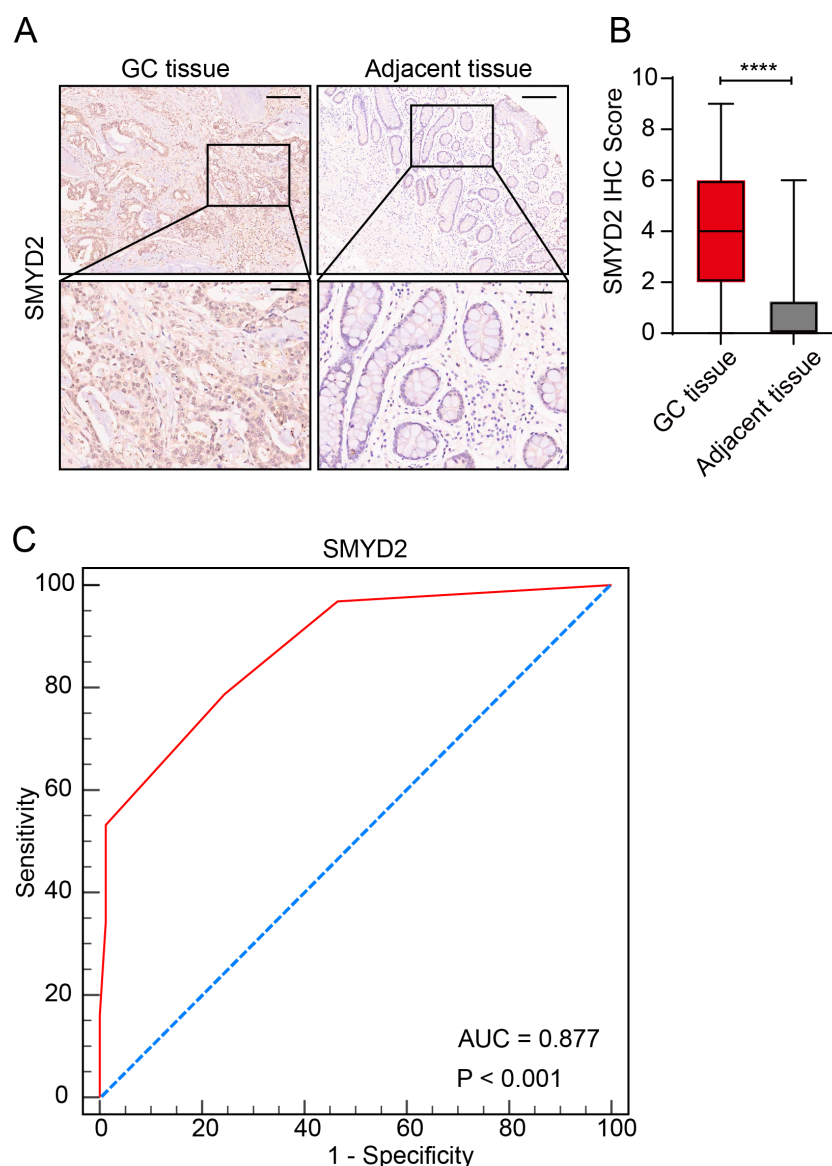 A
GC tissue
Adjacent tissue
SMYD2
B
****
SMYD2 IHC Score
10
8
6
4
2
0
GC tissue
Adjacent tissue
C
SMYD2
Sensitivity
100
80
60
40
20
0
AUC = 0.877
P < 0.001
0
20
40
60
80
100
1 - Specificity